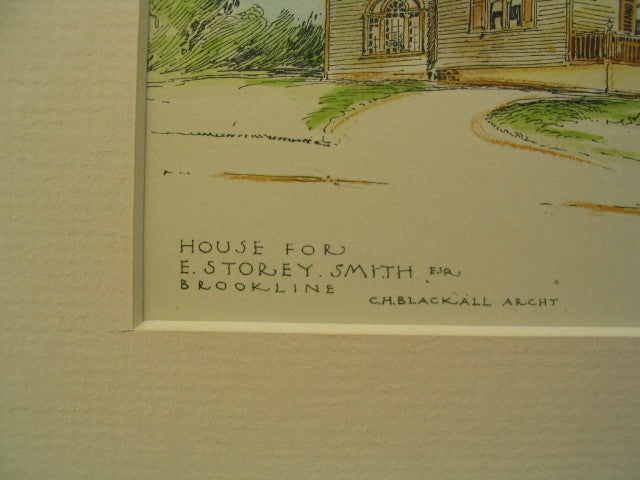 HOUSE FOR
E. STOREY. SMITH ESQ
BROOKLINE
C.H. BLACKALL ARCHT